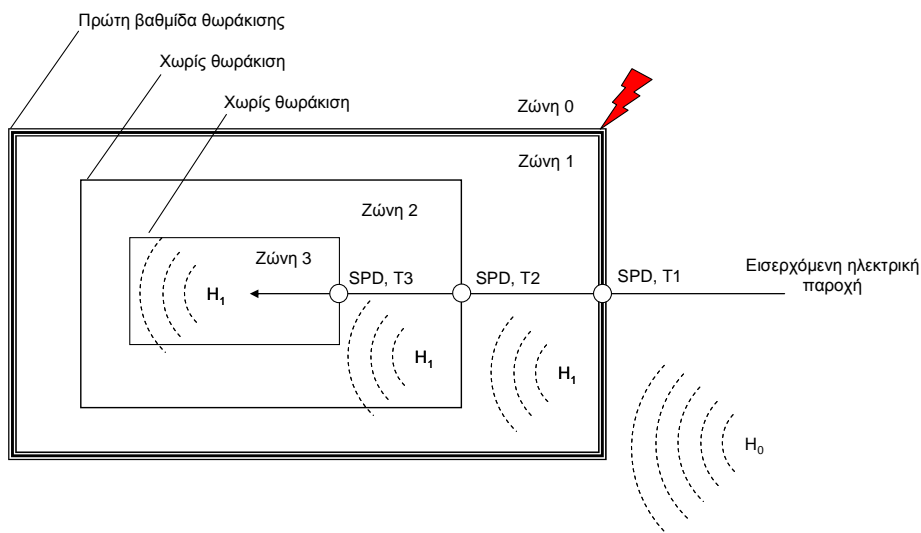 Πρώτη βαθμίδα θωράκισης
Χωρίς θωράκιση
Χωρίς θωράκιση
Ζώνη 0
Ζώνη 1
Ζώνη 2
Ζώνη 3
SPD, T3
SPD, T2
SPD, T1
Εισερχόμενη ηλεκτρική
παροχή
H₁
H₁
H₁
H₀